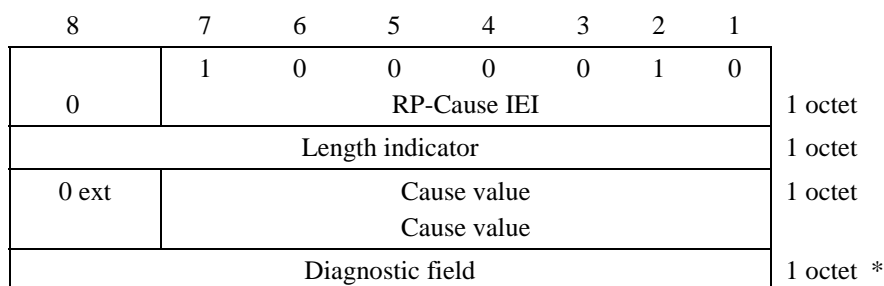 8 7 6 5 4 3 2 1
1 0 0 0 0 1 0
0 RP-Cause IEI 1 octet
Length indicator 1 octet
0 ext Cause value 1 octet
Cause value
Diagnostic field 1 octet *